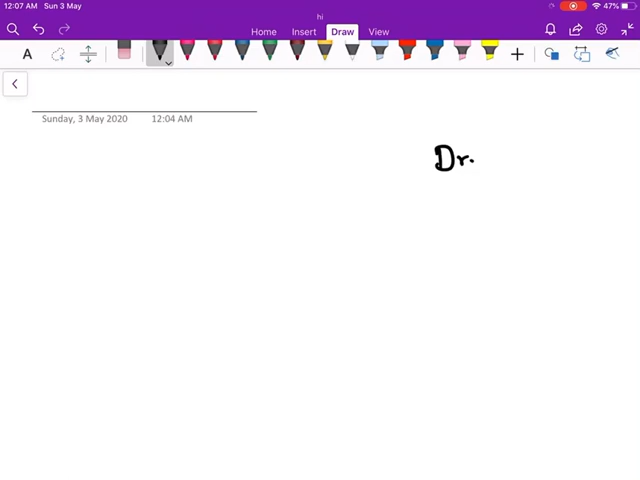 12:07 AM Sun 3 May 47%
hi
Home Insert Draw View
A
Sunday, 3 May 2020 12:04 AM
Dr.